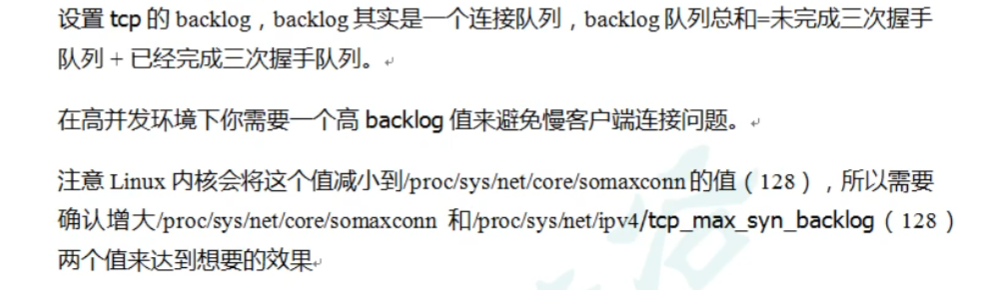 设置 tcp 的 backlog，backlog 其实是一个连接队列，backlog 队列总和=未完成三次握手
队列 + 已经完成三次握手队列。
在高并发环境下你需要一个高 backlog 值来避免慢客户端连接问题。
注意 Linux 内核会将这个值减小到/proc/sys/net/core/somaxconn 的值（128），所以需要
确认增大/proc/sys/net/core/somaxconn 和/proc/sys/net/ipv4/tcp_max_syn_backlog（128）
两个值来达到想要的效果